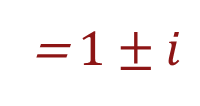 = 1 ± i